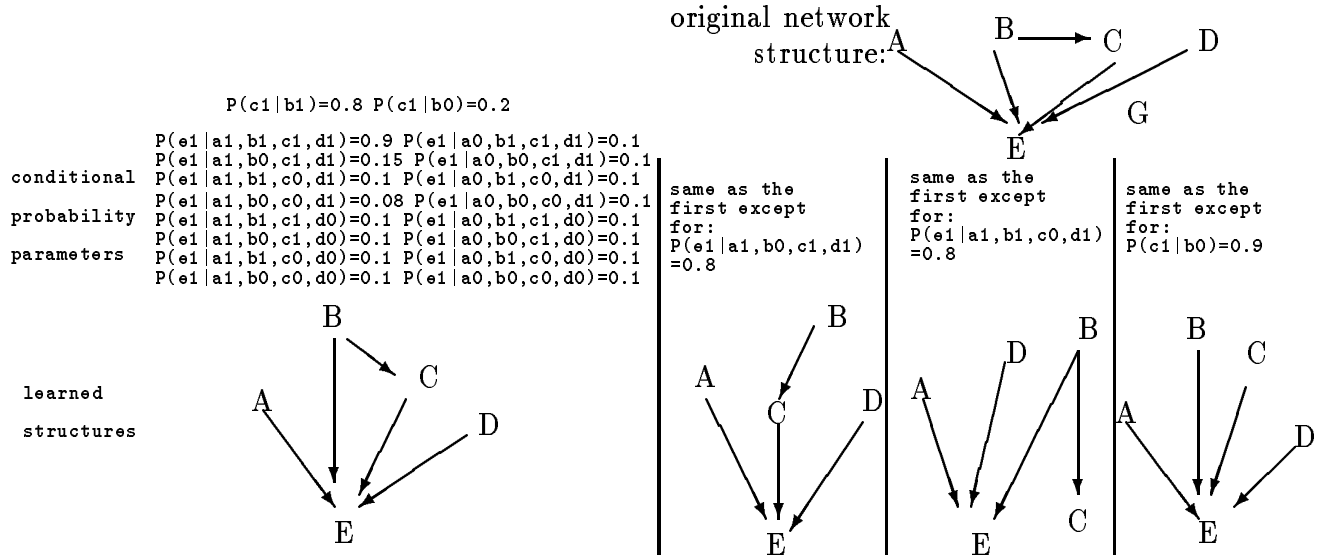 original network
structure:
A
B
C
D
G
E
P(c1|b1)=0.8 P(c1|b0)=0.2
conditional
probability
parameters
P(e1|a1,b1,c1,d1)=0.9 P(e1|a0,b1,c1,d1)=0.1
P(e1|a1,b0,c1,d1)=0.15 P(e1|a0,b0,c1,d1)=0.1
P(e1|a1,b1,c0,d1)=0.1 P(e1|a0,b1,c0,d1)=0.1
P(e1|a1,b0,c0,d1)=0.08 P(e1|a0,b0,c0,d1)=0.1
P(e1|a1,b1,c1,d0)=0.1 P(e1|a0,b1,c1,d0)=0.1
P(e1|a1,b0,c1,d0)=0.1 P(e1|a0,b0,c1,d0)=0.1
P(e1|a1,b1,c0,d0)=0.1 P(e1|a0,b1,c0,d0)=0.1
P(e1|a1,b0,c0,d0)=0.1 P(e1|a0,b0,c0,d0)=0.1
same as the
first except
for:
P(e1|a1,b0,c1,d1)
=0.8
same as the
first except
for:
P(e1|a1,b1,c0,d1)
=0.8
same as the
first except
for:
P(c1|b0)=0.9
learned
structures
B
C
A
D
E
B
A
C
D
E
B
D
A
C
E
B
C
A
D
E